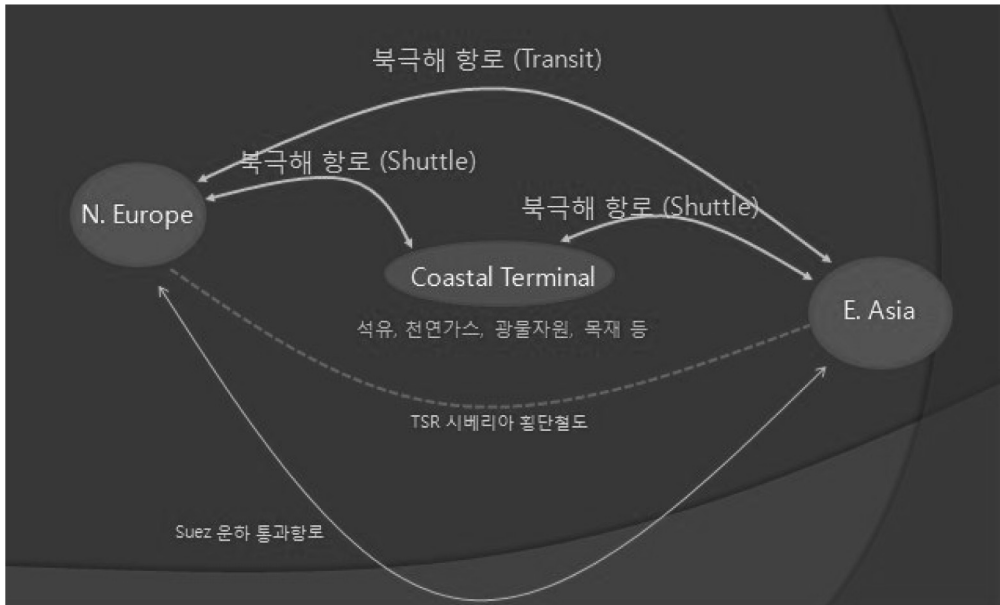 북극해 항로 (Transit)
북극해 항로 (Shuttle)
북극해 항로 (Shuttle)
N. Europe
Coastal Terminal
E. Asia
석유, 천연가스, 광물자원, 목재 등
TSR 시베리아 횡단철도
Suez 운하 통과항로